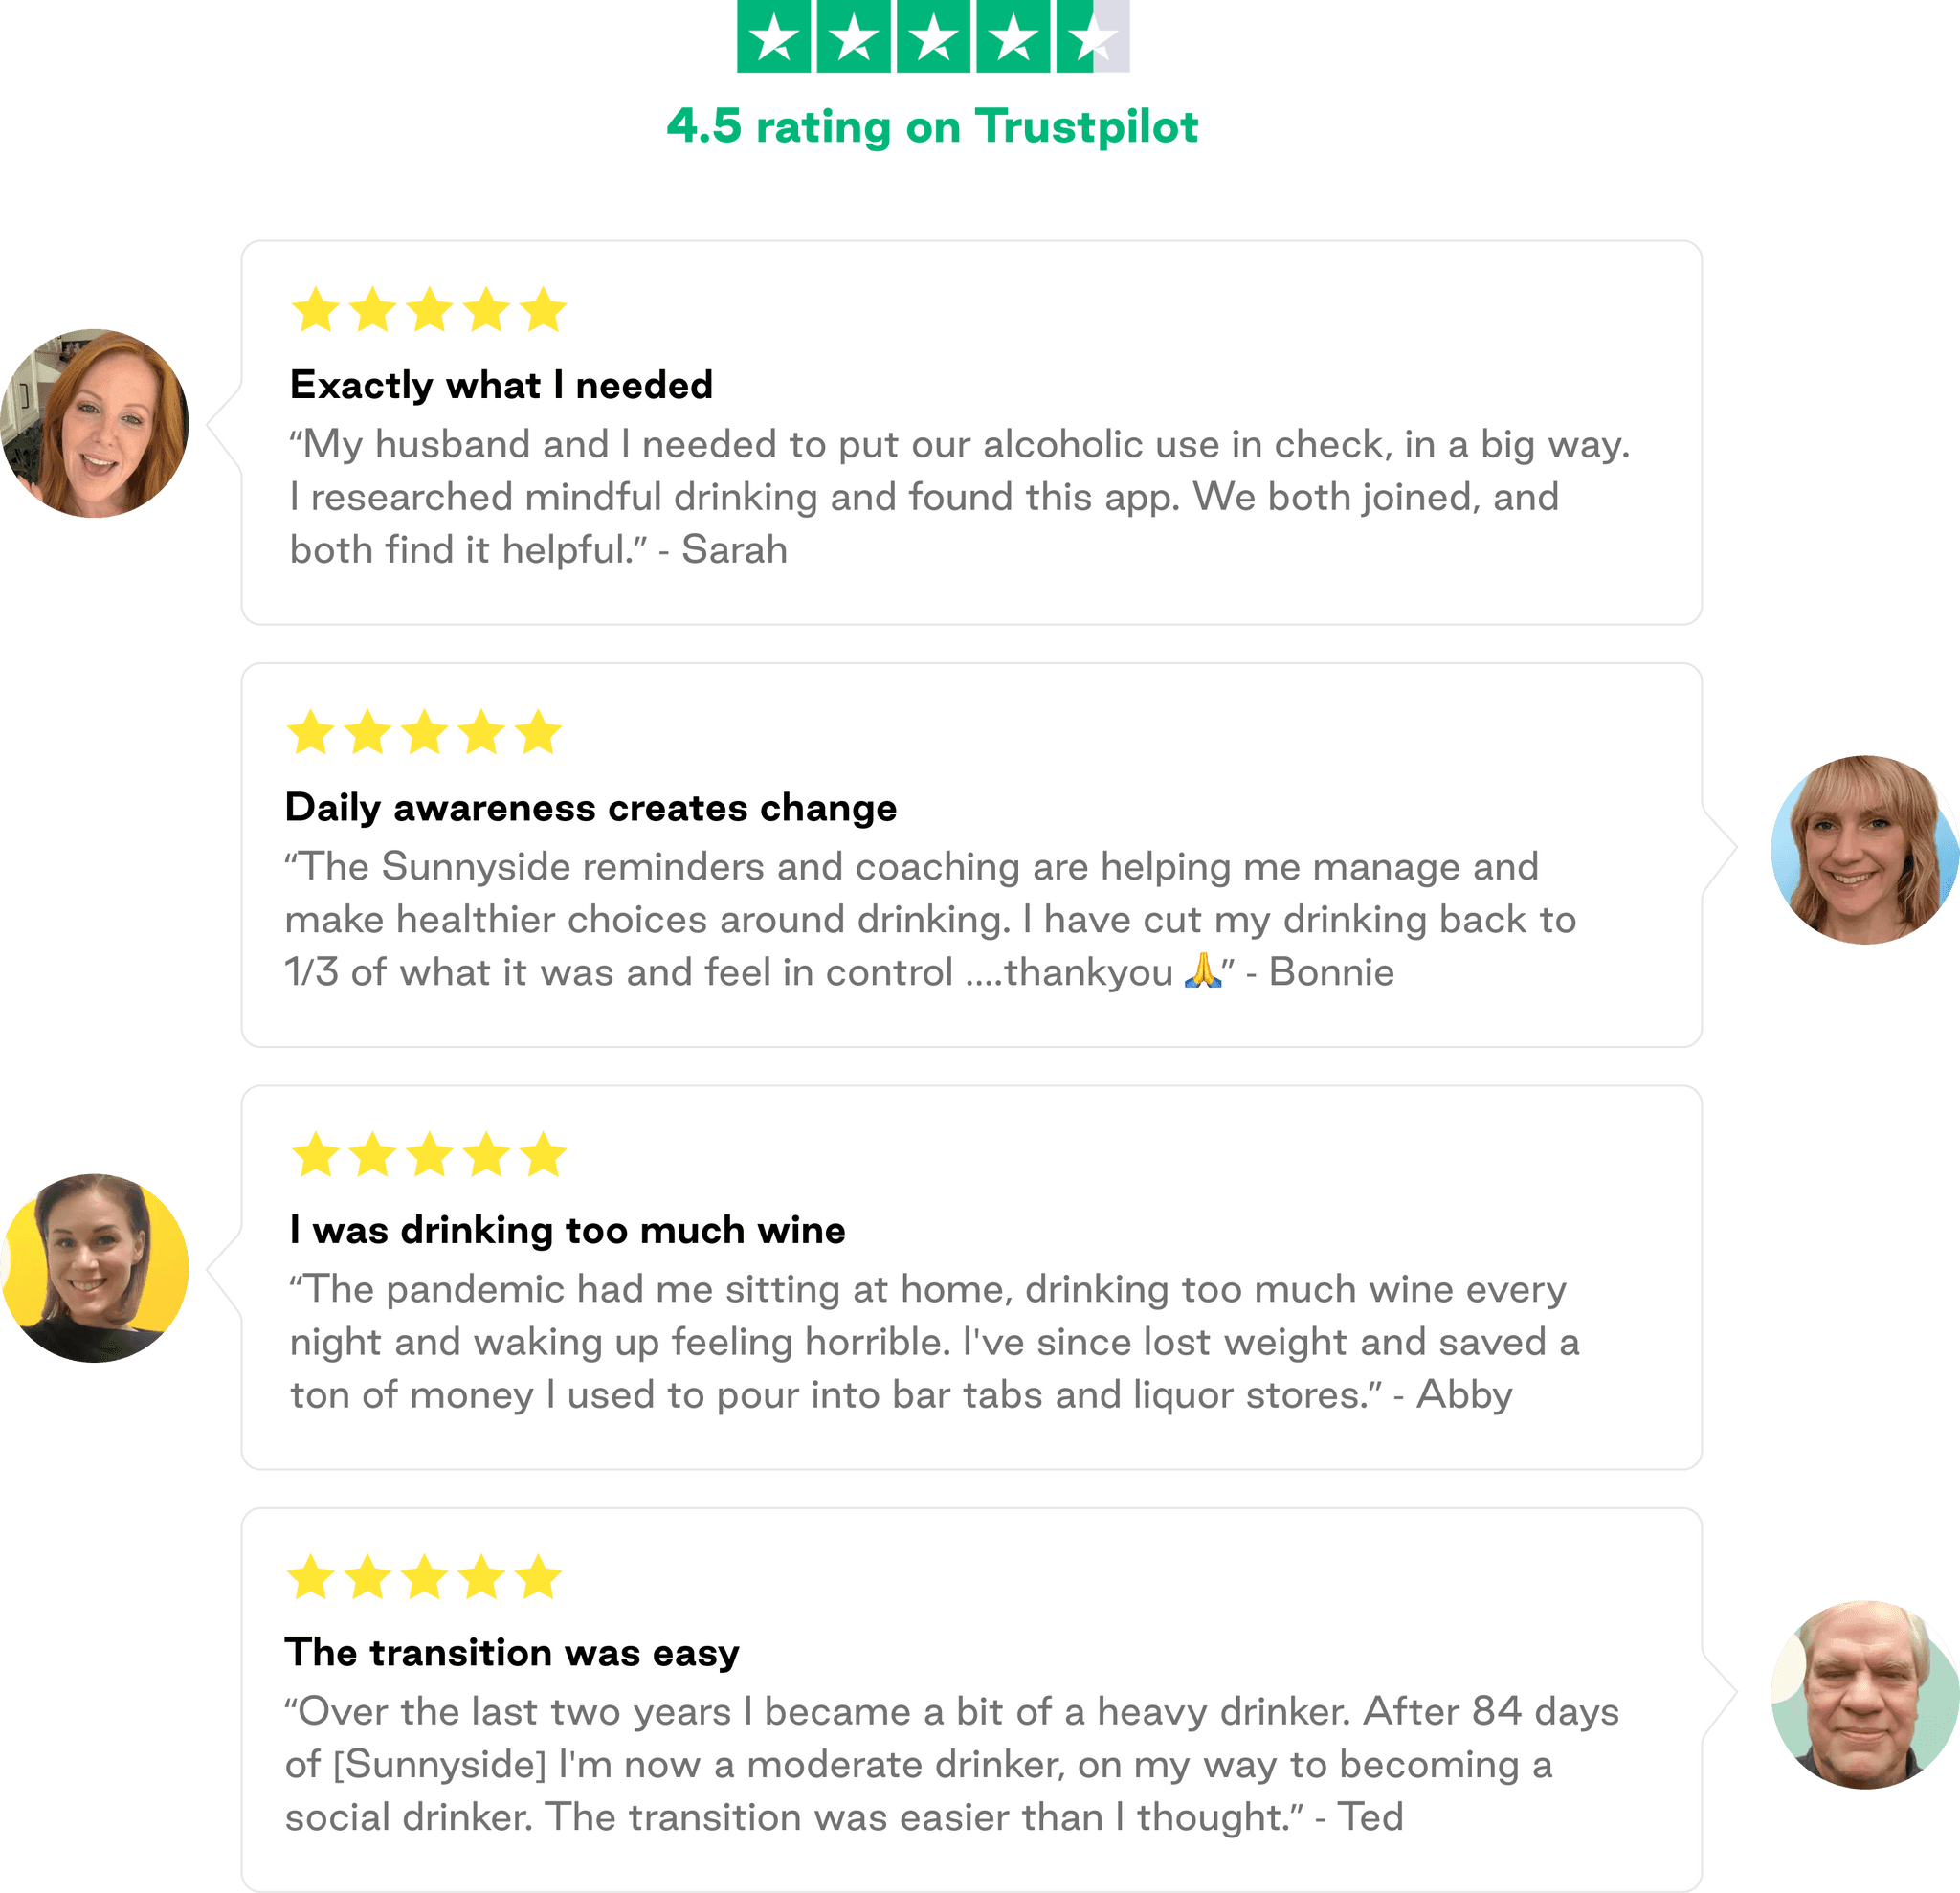 4.5 rating on Trustpilot
Exactly what I needed
“My husband and I needed to put our alcoholic use in check, in a big way.
I researched mindful drinking and found this app. We both joined, and
both find it helpful.” - Sarah
Daily awareness creates change
“The Sunnyside reminders and coaching are helping me manage and
make healthier choices around drinking. I have cut my drinking back to
1/3 of what it was and feel in control ....thankyou 🙏” - Bonnie
I was drinking too much wine
“The pandemic had me sitting at home, drinking too much wine every
night and waking up feeling horrible. I've since lost weight and saved a
ton of money I used to pour into bar tabs and liquor stores.” - Abby
The transition was easy
“Over the last two years I became a bit of a heavy drinker. After 84 days
of [Sunnyside] I'm now a moderate drinker, on my way to becoming a
social drinker. The transition was easier than I thought.” - Ted